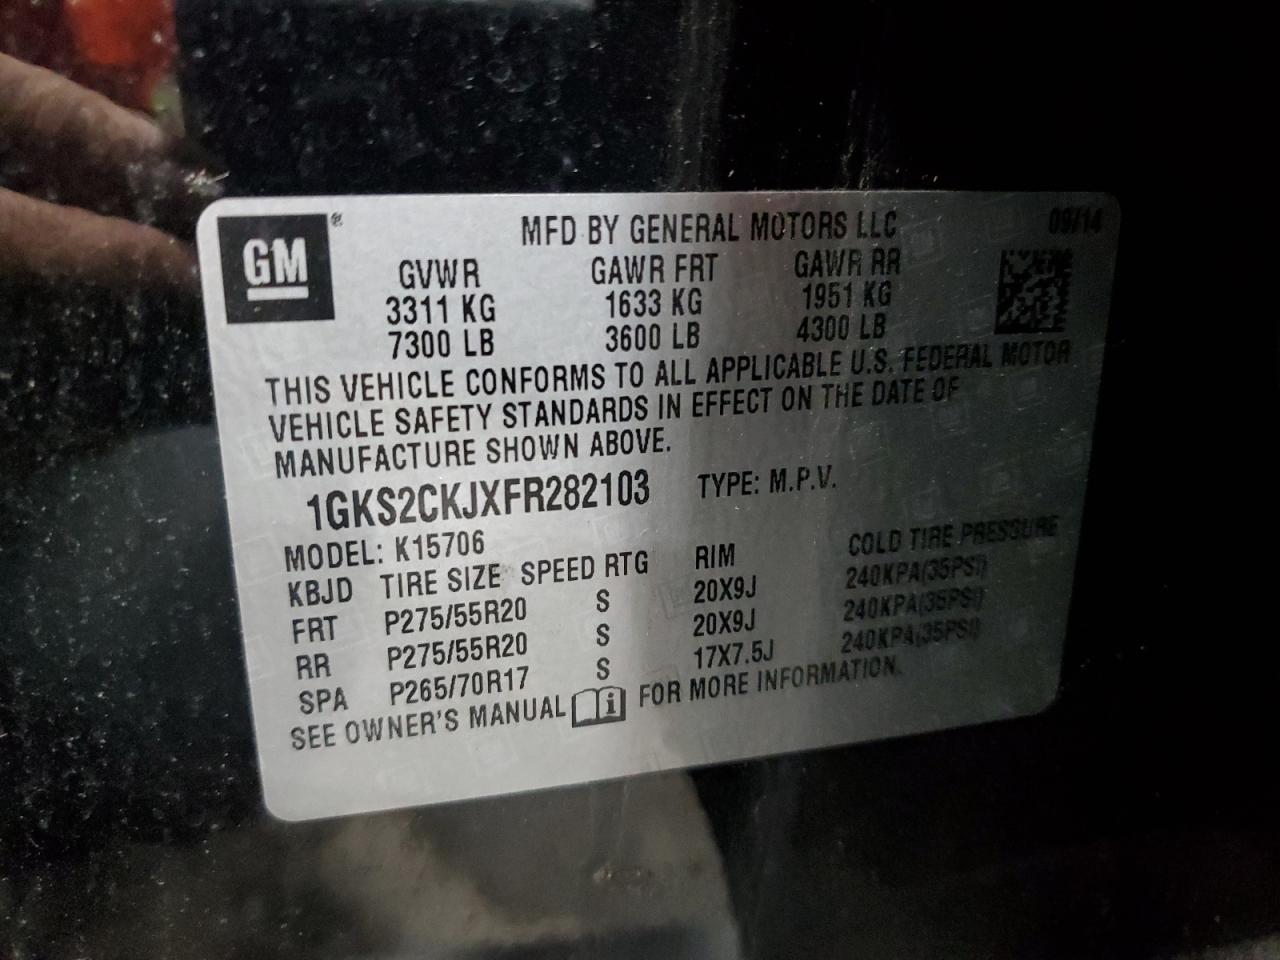 GM ®
MFD BY GENERAL MOTORS LLC 09/14
GVWR GAWR FRT GAWR RR
3311 KG 1633 KG 1951 KG
7300 LB 3600 LB 4300 LB
THIS VEHICLE CONFORMS TO ALL APPLICABLE U.S. FEDERAL MOTOR
VEHICLE SAFETY STANDARDS IN EFFECT ON THE DATE OF
MANUFACTURE SHOWN ABOVE.
1GKS2CKJXFR282103 TYPE: M.P.V.
MODEL: K15706
KBJD TIRE SIZE SPEED RTG RIM COLD TIRE PRESSURE
FRT P275/55R20 S 20X9J 240KPA(35PSI)
RR P275/55R20 S 20X9J 240KPA(35PSI)
SPA P265/70R17 S 17X7.5J 240KPA(35PSI)
SEE OWNER'S MANUAL i FOR MORE INFORMATION.